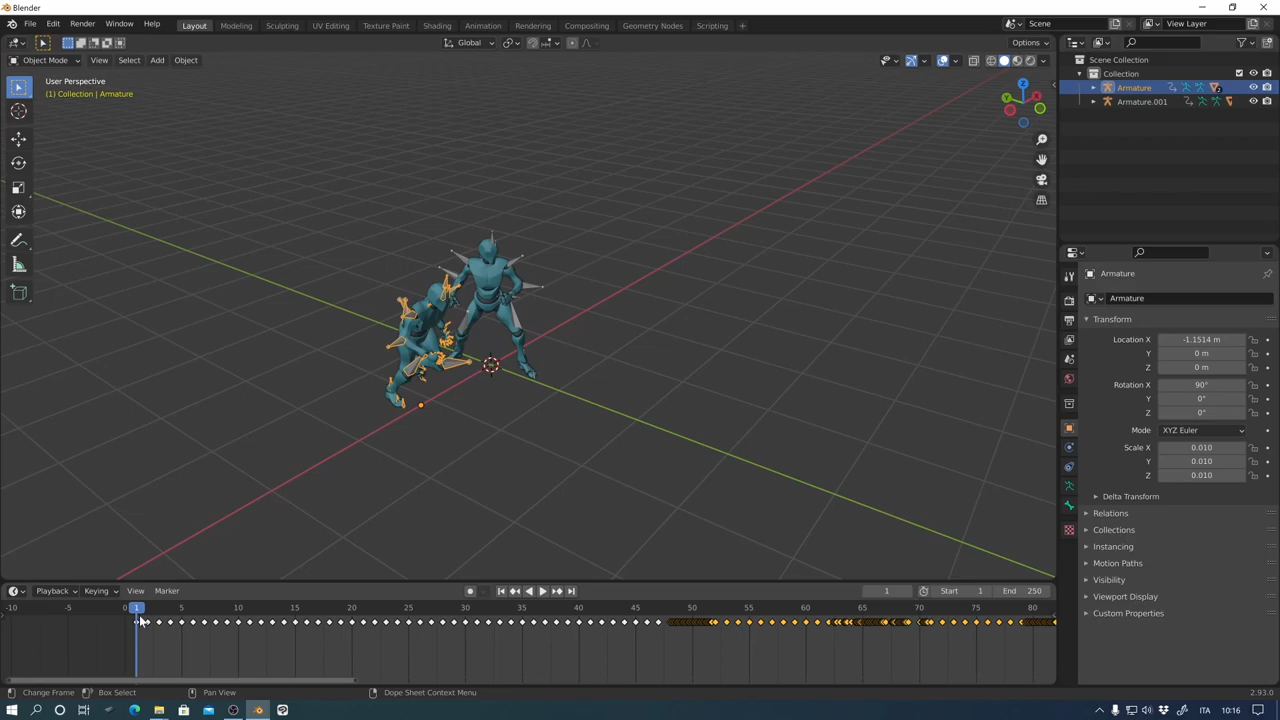 Blender
File Edit Render Window Help Layout Modeling Sculpting UV Editing Texture Paint Shading Animation Rendering Compositing Geometry Nodes Scripting + Scene View Layer
Global Options
Object Mode View Select Add Object
User Perspective
(1) Collection | Armature
Z
X
Y
Scene Collection
Collection
Armature
Armature.001
Armature
Armature
Transform
Location X -1.1514 m
Y 0 m
Z 0 m
Rotation X 90°
Y 0°
Z 0°
Mode XYZ Euler
Scale X 0.010
Y 0.010
Z 0.010
Delta Transform
Relations
Collections
Instancing
Motion Paths
Visibility
Viewport Display
Custom Properties
Playback Keying View Marker 1 Start 1 End 250
-10 -5 0 1 5 10 15 20 25 30 35 40 45 50 55 60 65 70 75 80
Change Frame Box Select Pan View Dope Sheet Context Menu 2.93.0
ITA 10:16